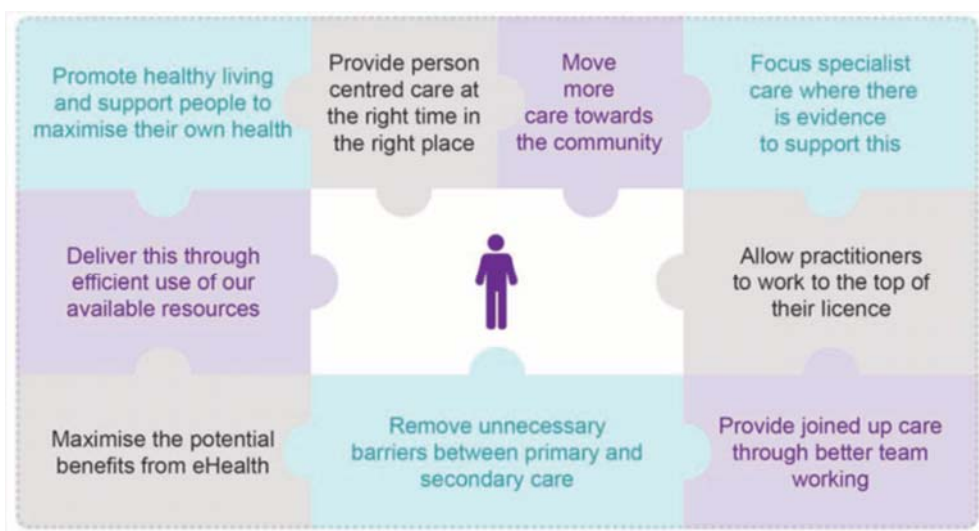 Promote healthy living
and support people to
maximise their own health
Provide person
centred care at
the right time in
the right place
Move
more
care towards
the community
Focus specialist
care where there
is evidence
to support this
Deliver this through
efficient use of our
available resources
Allow practitioners
to work to the top of
their licence
Maximise the potential
benefits from eHealth
Remove unnecessary
barriers between primary and
secondary care
Provide joined up care
through better team
working